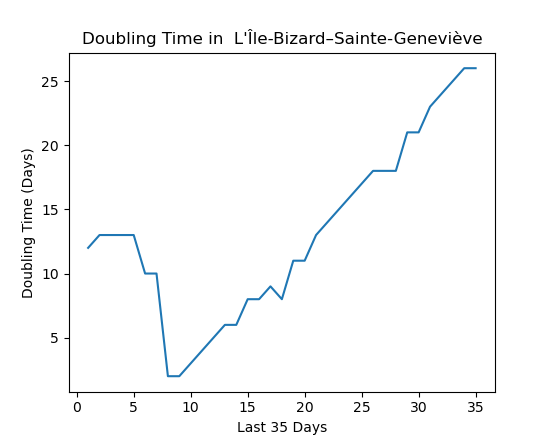 Doubling Time in  L'Île-Bizard–Sainte-Geneviève
25
20
15
10
5
Doubling Time (Days)
0 5 10 15 20 25 30 35
Last 35 Days